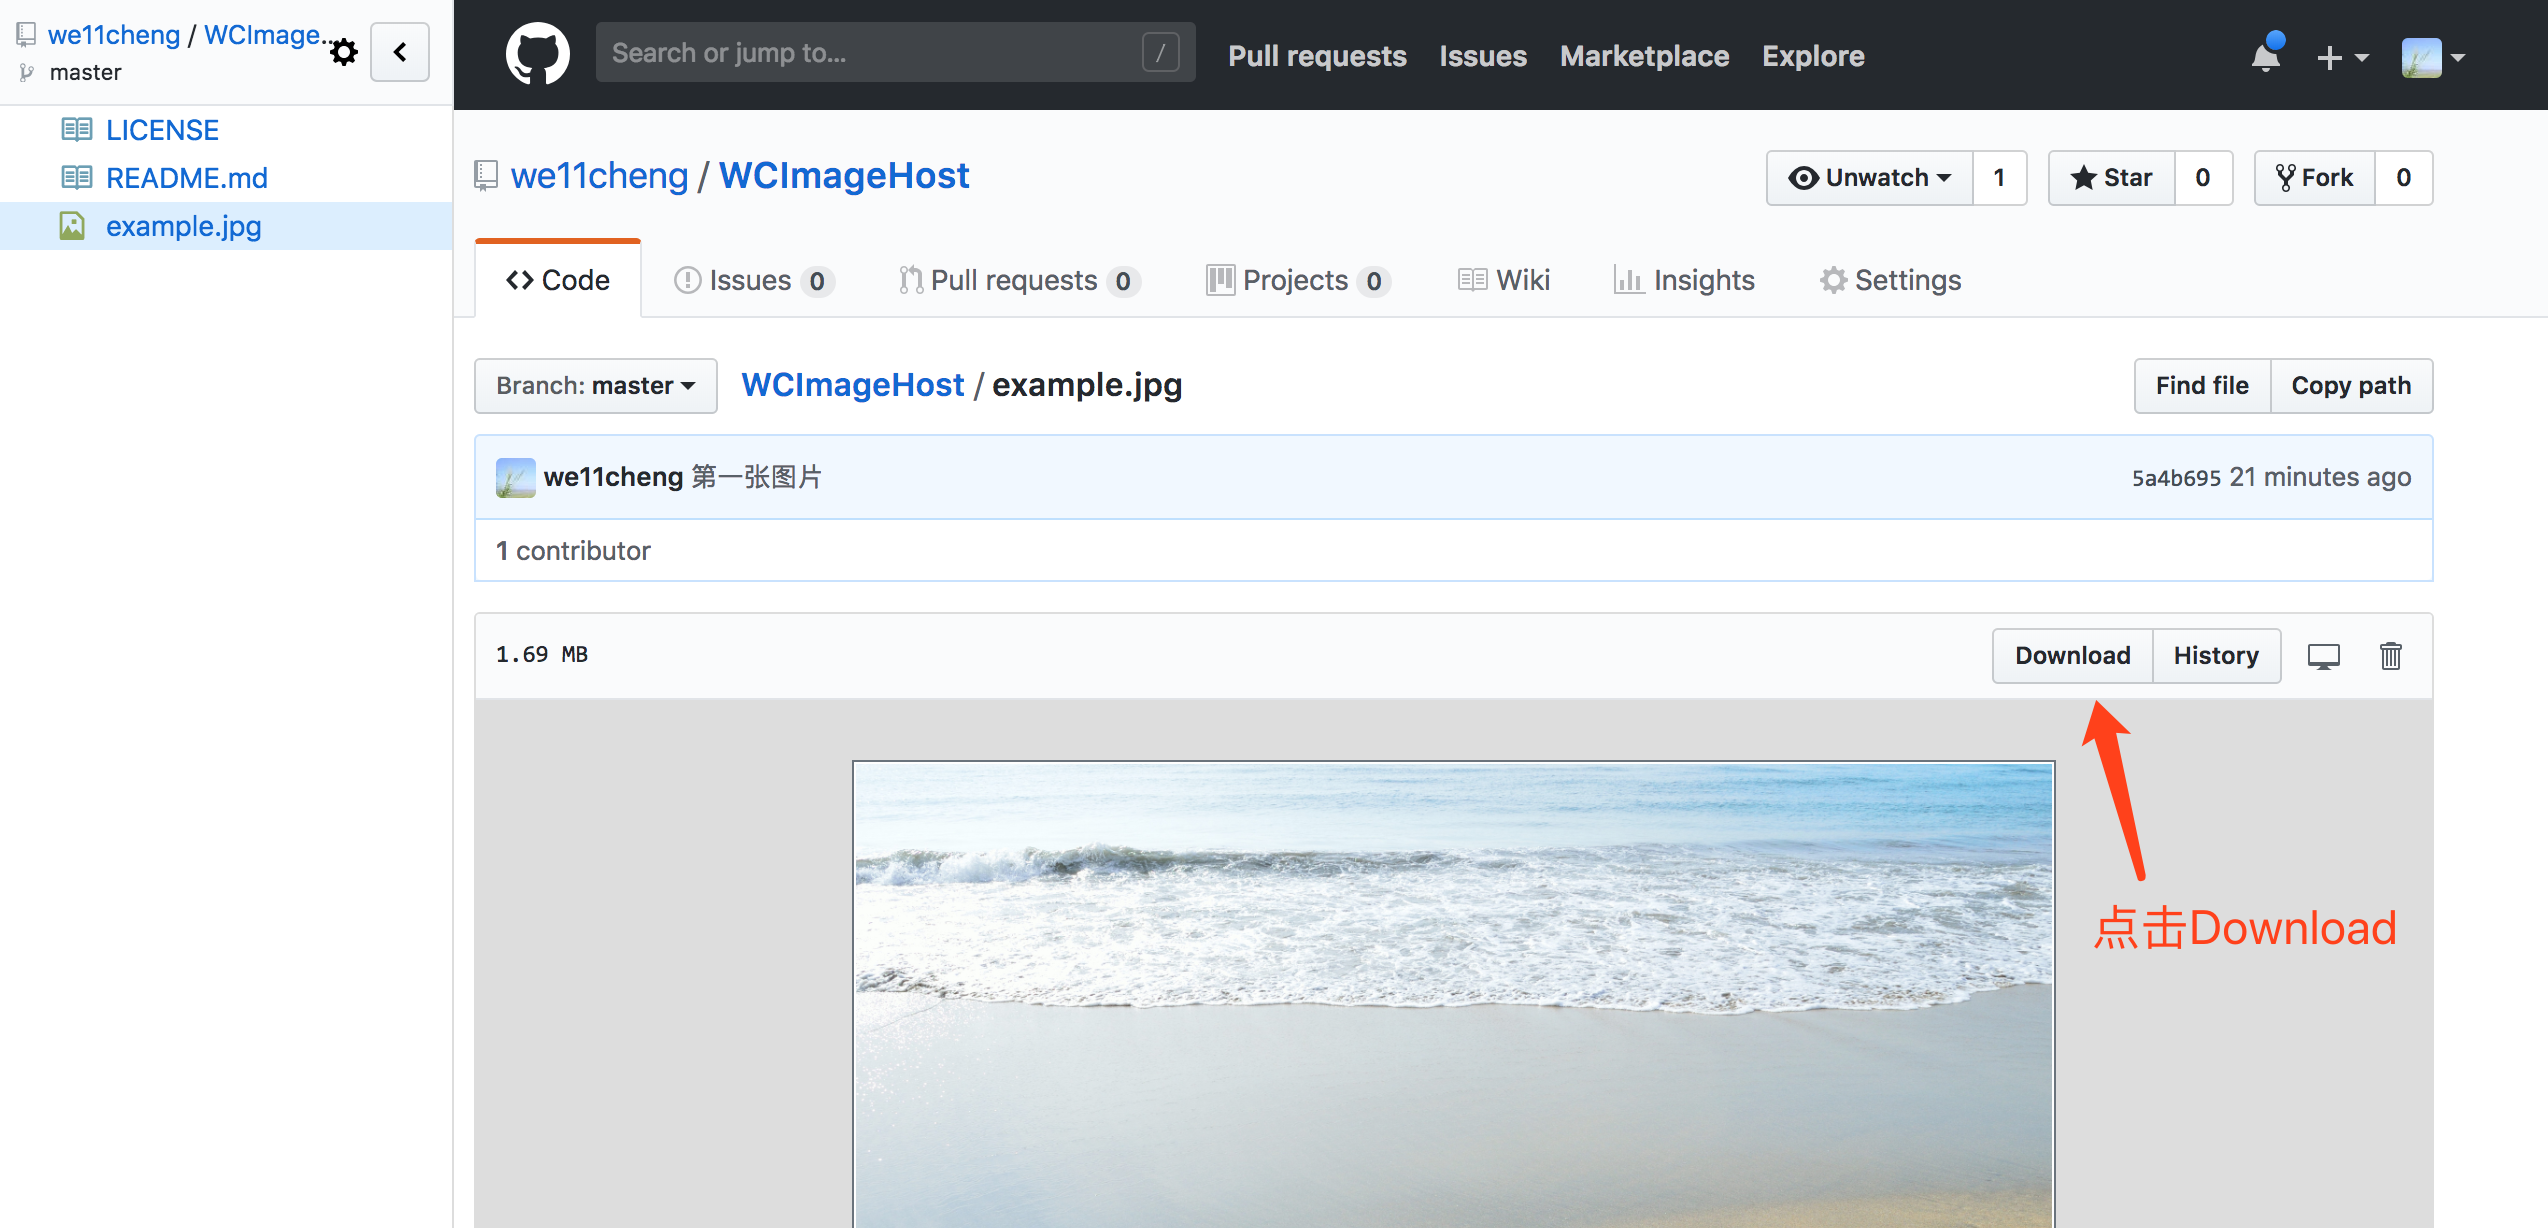 we11cheng / WCImage...
master
LICENSE
README.md
example.jpg
Search or jump to...
/
Pull requests
Issues
Marketplace
Explore
we11cheng / WCImageHost
Unwatch 1
Star 0
Fork 0
Code
Issues 0
Pull requests 0
Projects 0
Wiki
Insights
Settings
Branch: master
WCImageHost / example.jpg
Find file
Copy path
we11cheng 第一张图片
5a4b695 21 minutes ago
1 contributor
1.69 MB
Download
History
点击Download